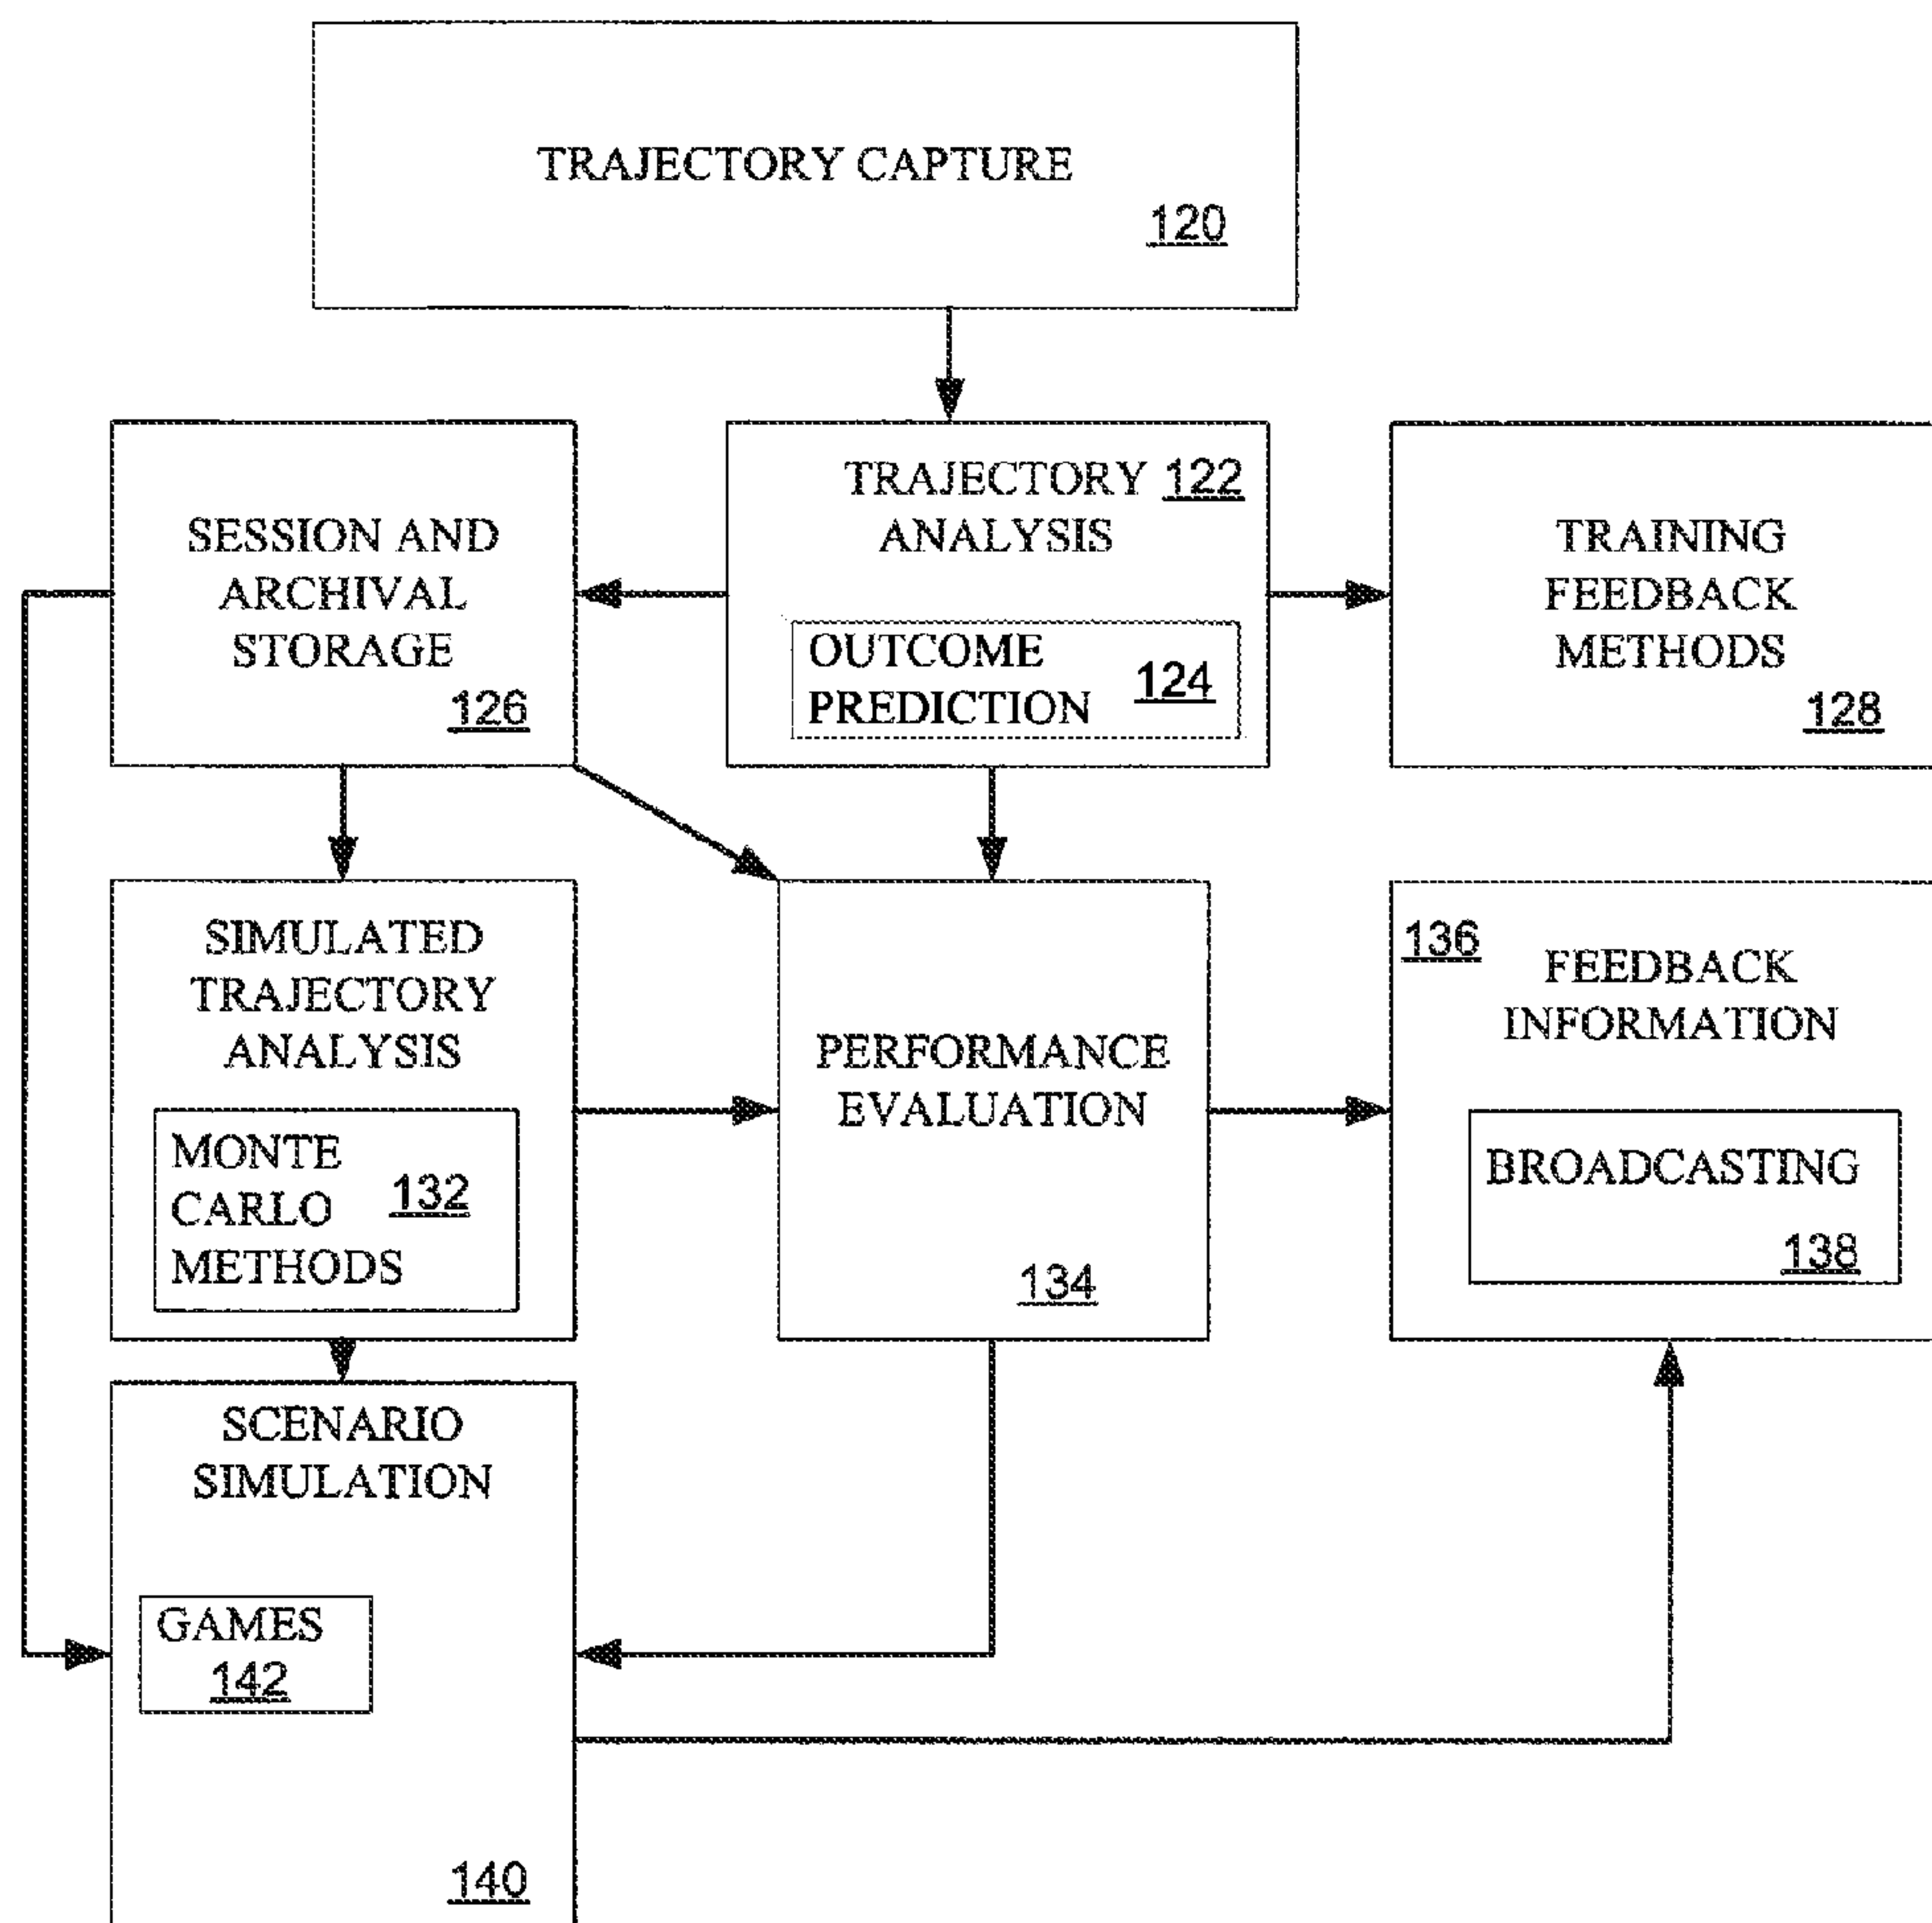 TRAJECTORY CAPTURE
120
SESSION AND
ARCHIVAL
STORAGE
126
TRAJECTORY 122
ANALYSIS
OUTCOME
PREDICTION
124
TRAINING
FEEDBACK
METHODS
128
SIMULATED
TRAJECTORY
ANALYSIS
MONTE
CARLO
METHODS
132
PERFORMANCE
EVALUATION
134
136
FEEDBACK
INFORMATION
BROADCASTING
138
SCENARIO
SIMULATION
GAMES
142
140